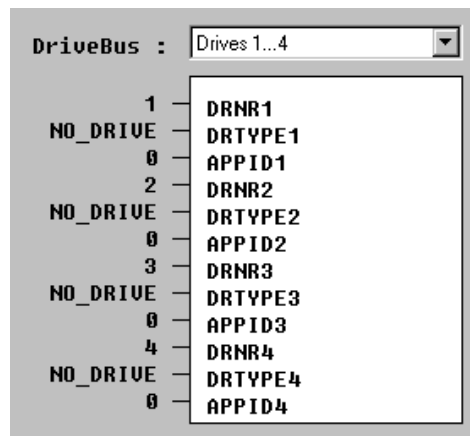 DriveBus : Drives 1...4
1 DRNR1
NO_DRIVE DRTYPE1
0 APPID1
2 DRNR2
NO_DRIVE DRTYPE2
0 APPID2
3 DRNR3
NO_DRIVE DRTYPE3
0 APPID3
4 DRNR4
NO_DRIVE DRTYPE4
0 APPID4